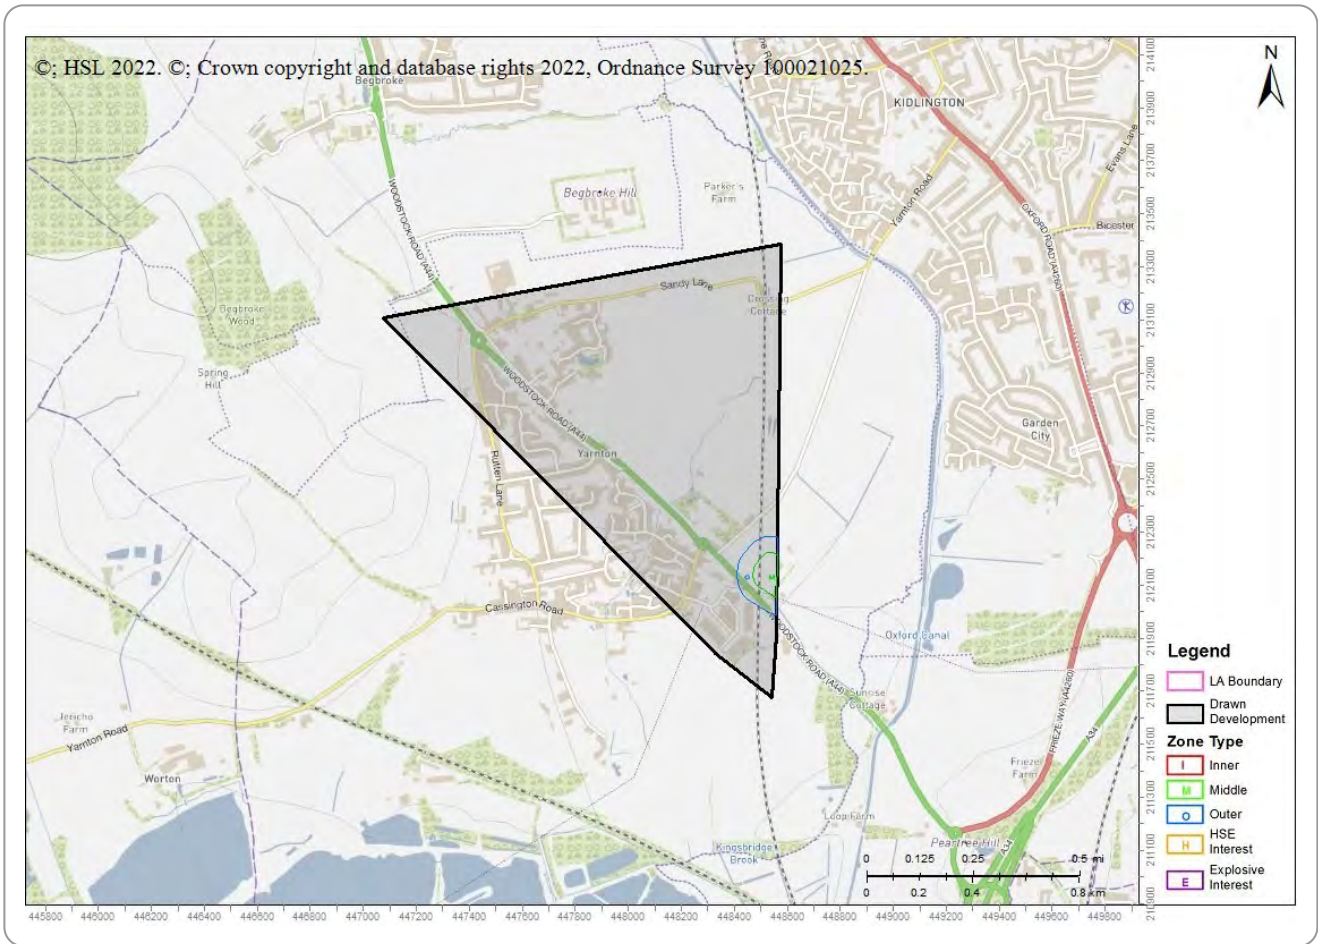 ©; HSL 2022. ©; Crown copyright and database rights 2022, Ordnance Survey 100021025.
N
Begbroke
KIDLINGTON
Evans Lane
Begbroke Hill
Parker's
Farm
Yarnton Road
OXFORD ROAD (A4260)
Bicester
WOODSTOCK ROAD (A44)
Sandy Lane
Crossing
Cottage
Begbroke
Wood
Spring
Hill
WOODSTOCK ROAD (A44)
Yarnton
Rutten Lane
Garden
City
O
M
Cassington Road
Oxford Canal
WOODSTOCK ROAD (A44)
Sunrise
Cottage
FRIEZE WAY (A4260)
A34
Jericho
Farm
Yarnton Road
Worton
Frieze
Farm
Loop Farm
Peartree Hill
A34
Kingsbridge
Brook
0 0.125 0.25 0.5 mi
0 0.2 0.4 0.8 km
Legend
LA Boundary
Drawn
Development
Zone Type
I Inner
M Middle
O Outer
H HSE
Interest
E Explosive
Interest
214100
213900
213700
213500
213300
213100
212900
212700
212500
212300
212100
211900
211700
211500
211300
211100
210900
445800 446000 446200 446400 446600 446800 447000 447200 447400 447600 447800 448000 448200 448400 448600 448800 449000 449200 449400 449600 449800